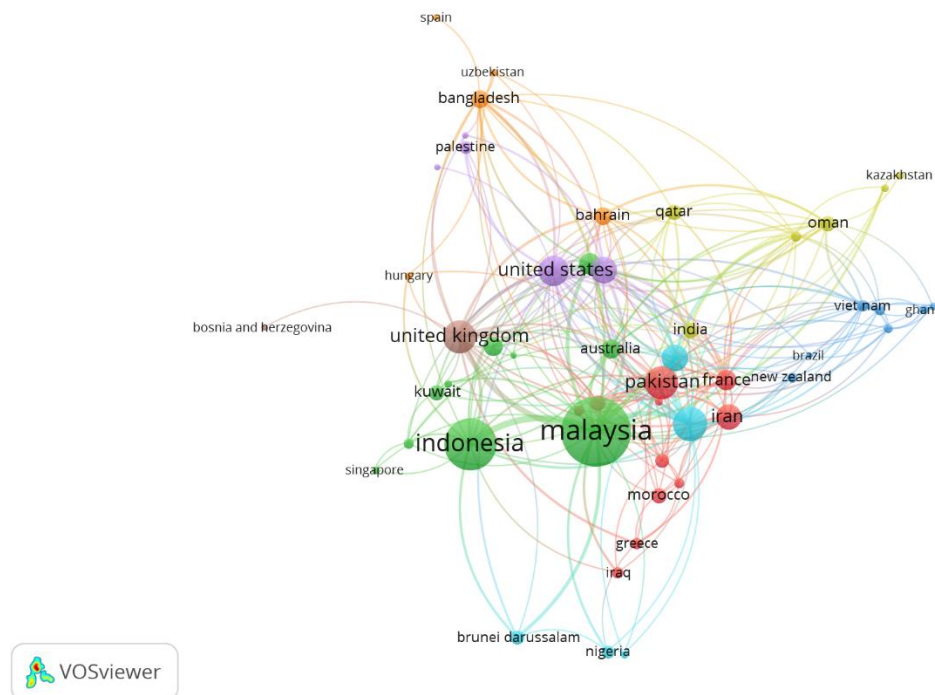 spain
uzbekistan
bangladesh
palestine
kazakhstan
bahrain
qatar
oman
united states
hungary
viet nam
ghan
bosnia and herzegovina
united kingdom
india
australia
brazil
kuwait
pakistan
france
new zealand
indonesia
malaysia
iran
singapore
morocco
greece
iraq
brunei darussalam
nigeria
VOSviewer